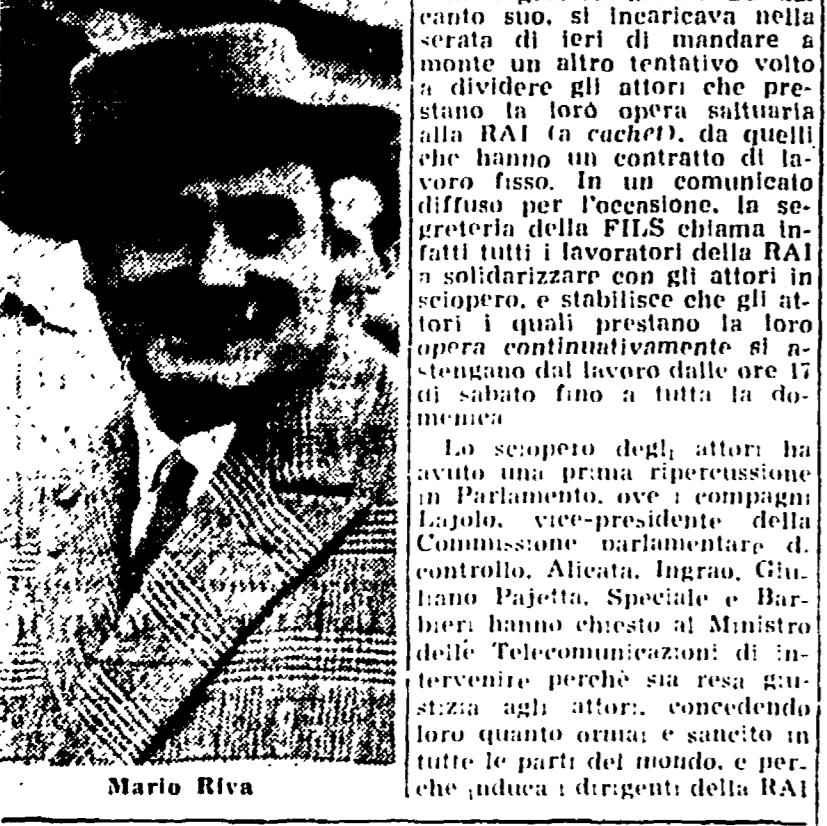 canto suo, si incaricava nella
serata di ieri di mandare a
monte un altro tentativo volto
a dividere gli attori che pre-
stano la loro opera saltuaria
alla RAI (a cachet), da quelli
che hanno un contratto di la-
voro fisso. In un comunicato
diffuso per l'occasione, la se-
greteria della FILS chiama in-
fatti tutti i lavoratori della RAI
a solidarizzare con gli attori in
sciopero, e stabilisce che gli at-
tori i quali prestano la loro
opera continuativamente si a-
stengano dal lavoro dalle ore 17
di sabato fino a tutta la do-
menica
Lo sciopero degli attori ha
avuto una prima ripercussione
in Parlamento, ove i compagni
Lajolo, vice-presidente della
Commissione parlamentare di
controllo, Alicata, Ingrao, Giu-
liano Pajetta, Speciale e Bar-
bieri hanno chiesto al Ministro
delle Telecomunicazioni di in-
tervenire perchè sia resa giu-
stizia agli attori, concedendo
loro quanto ormai e sancito in
tutte le parti del mondo, e per-
che induca i dirigenti della RAI
Mario Riva